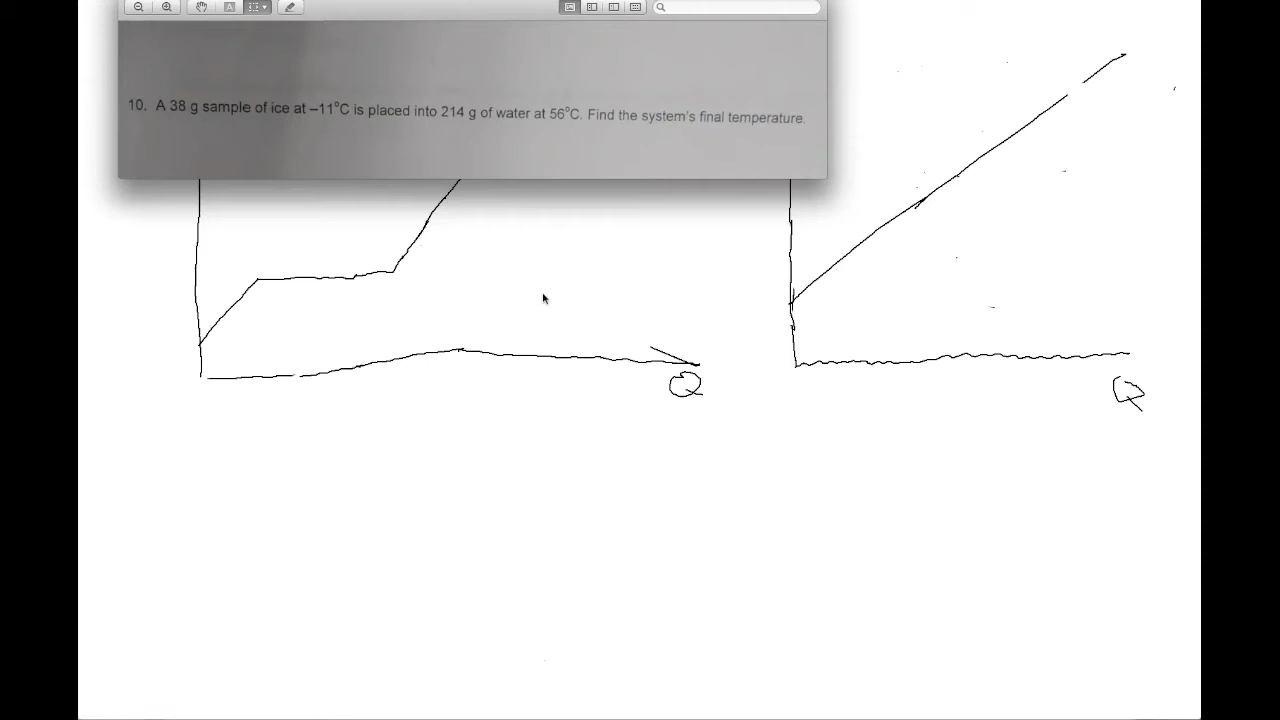 10. A 38 g sample of ice at –11°C is placed into 214 g of water at 56°C. Find the system's final temperature.
Q
Q